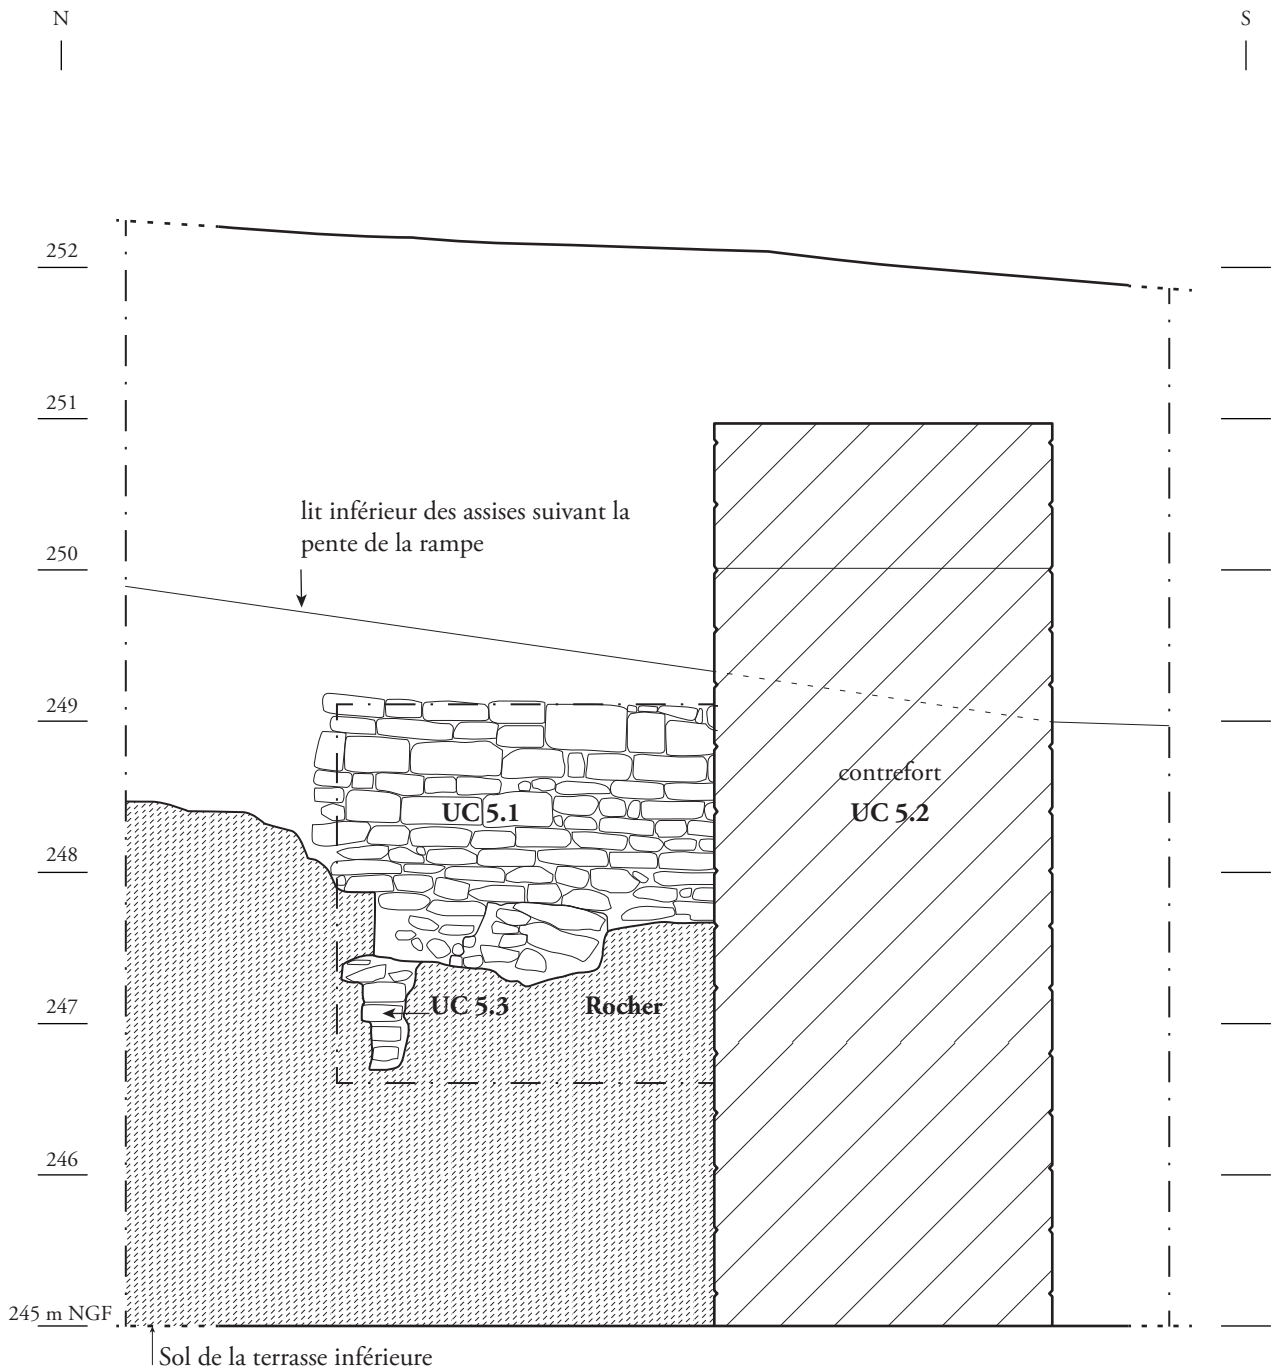 N
S
252
251
lit inférieur des assises suivant la
pente de la rampe
250
249
contrefort
UC 5.1
UC 5.2
248
UC 5.3
Rocher
247
246
245 m NGF
Sol de la terrasse inférieure